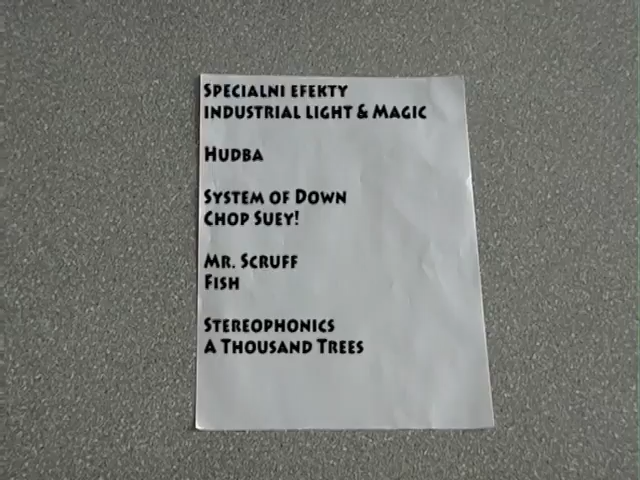 Specialni efekty
Industrial Light & Magic
Hudba
System of Down
Chop Suey!
Mr. Scruff
Fish
Stereophonics
A Thousand Trees